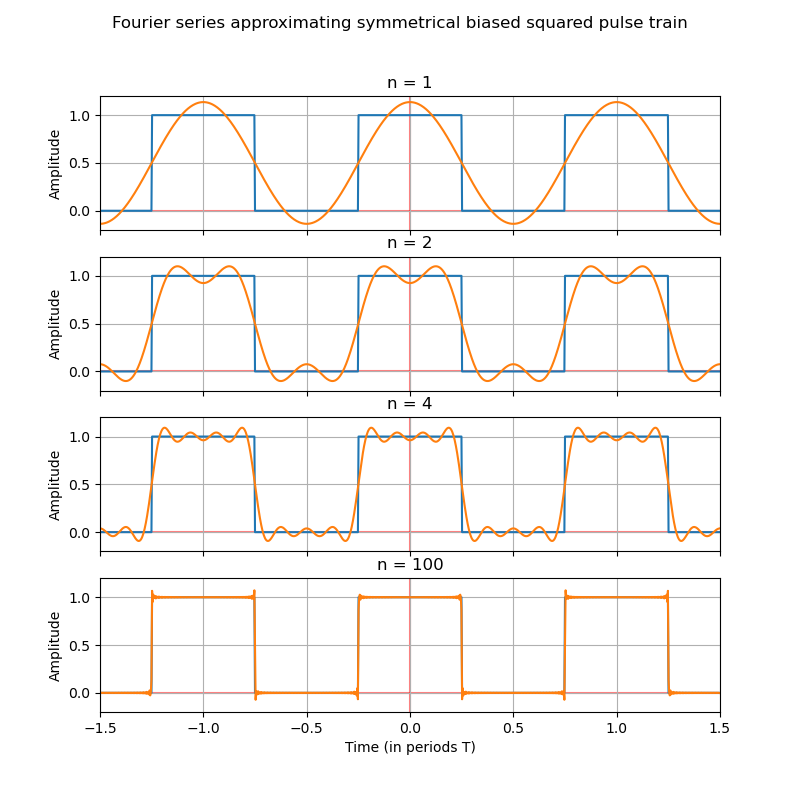 Fourier series approximating symmetrical biased squared pulse train
n = 1
1.0
0.5
0.0
Amplitude
n = 2
1.0
0.5
0.0
Amplitude
n = 4
1.0
0.5
0.0
Amplitude
n = 100
1.0
0.5
0.0
Amplitude
−1.5 −1.0 −0.5 0.0 0.5 1.0 1.5
Time (in periods T)